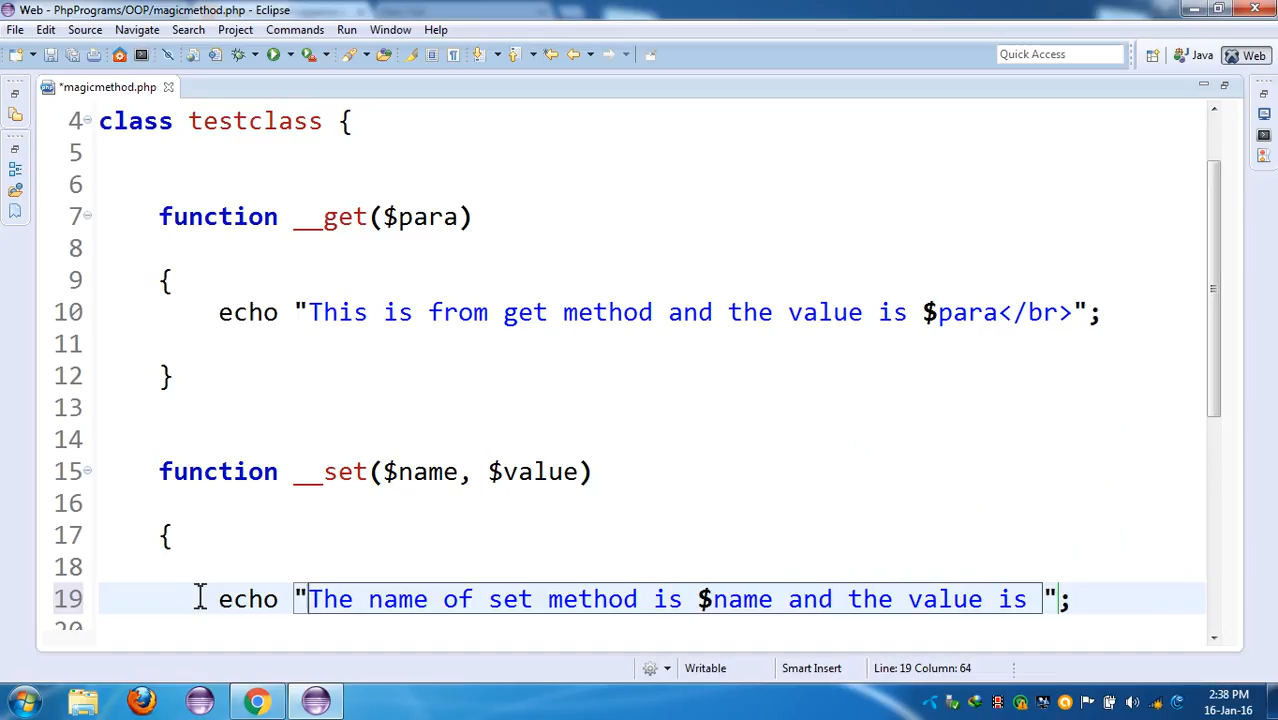 Web - PhpPrograms/OOP/magicmethod.php - Eclipse
File Edit Source Navigate Search Project Commands Run Window Help
Quick Access
Java
Web
*magicmethod.php
4 class testclass {
5
6
7 function __get($para)
8
9 {
10 echo "This is from get method and the value is $para</br>";
11
12 }
13
14
15 function __set($name, $value)
16
17 {
18
19 echo "The name of set method is $name and the value is ";
20
Writable Smart Insert Line: 19 Column: 64
2:38 PM
16-Jan-16